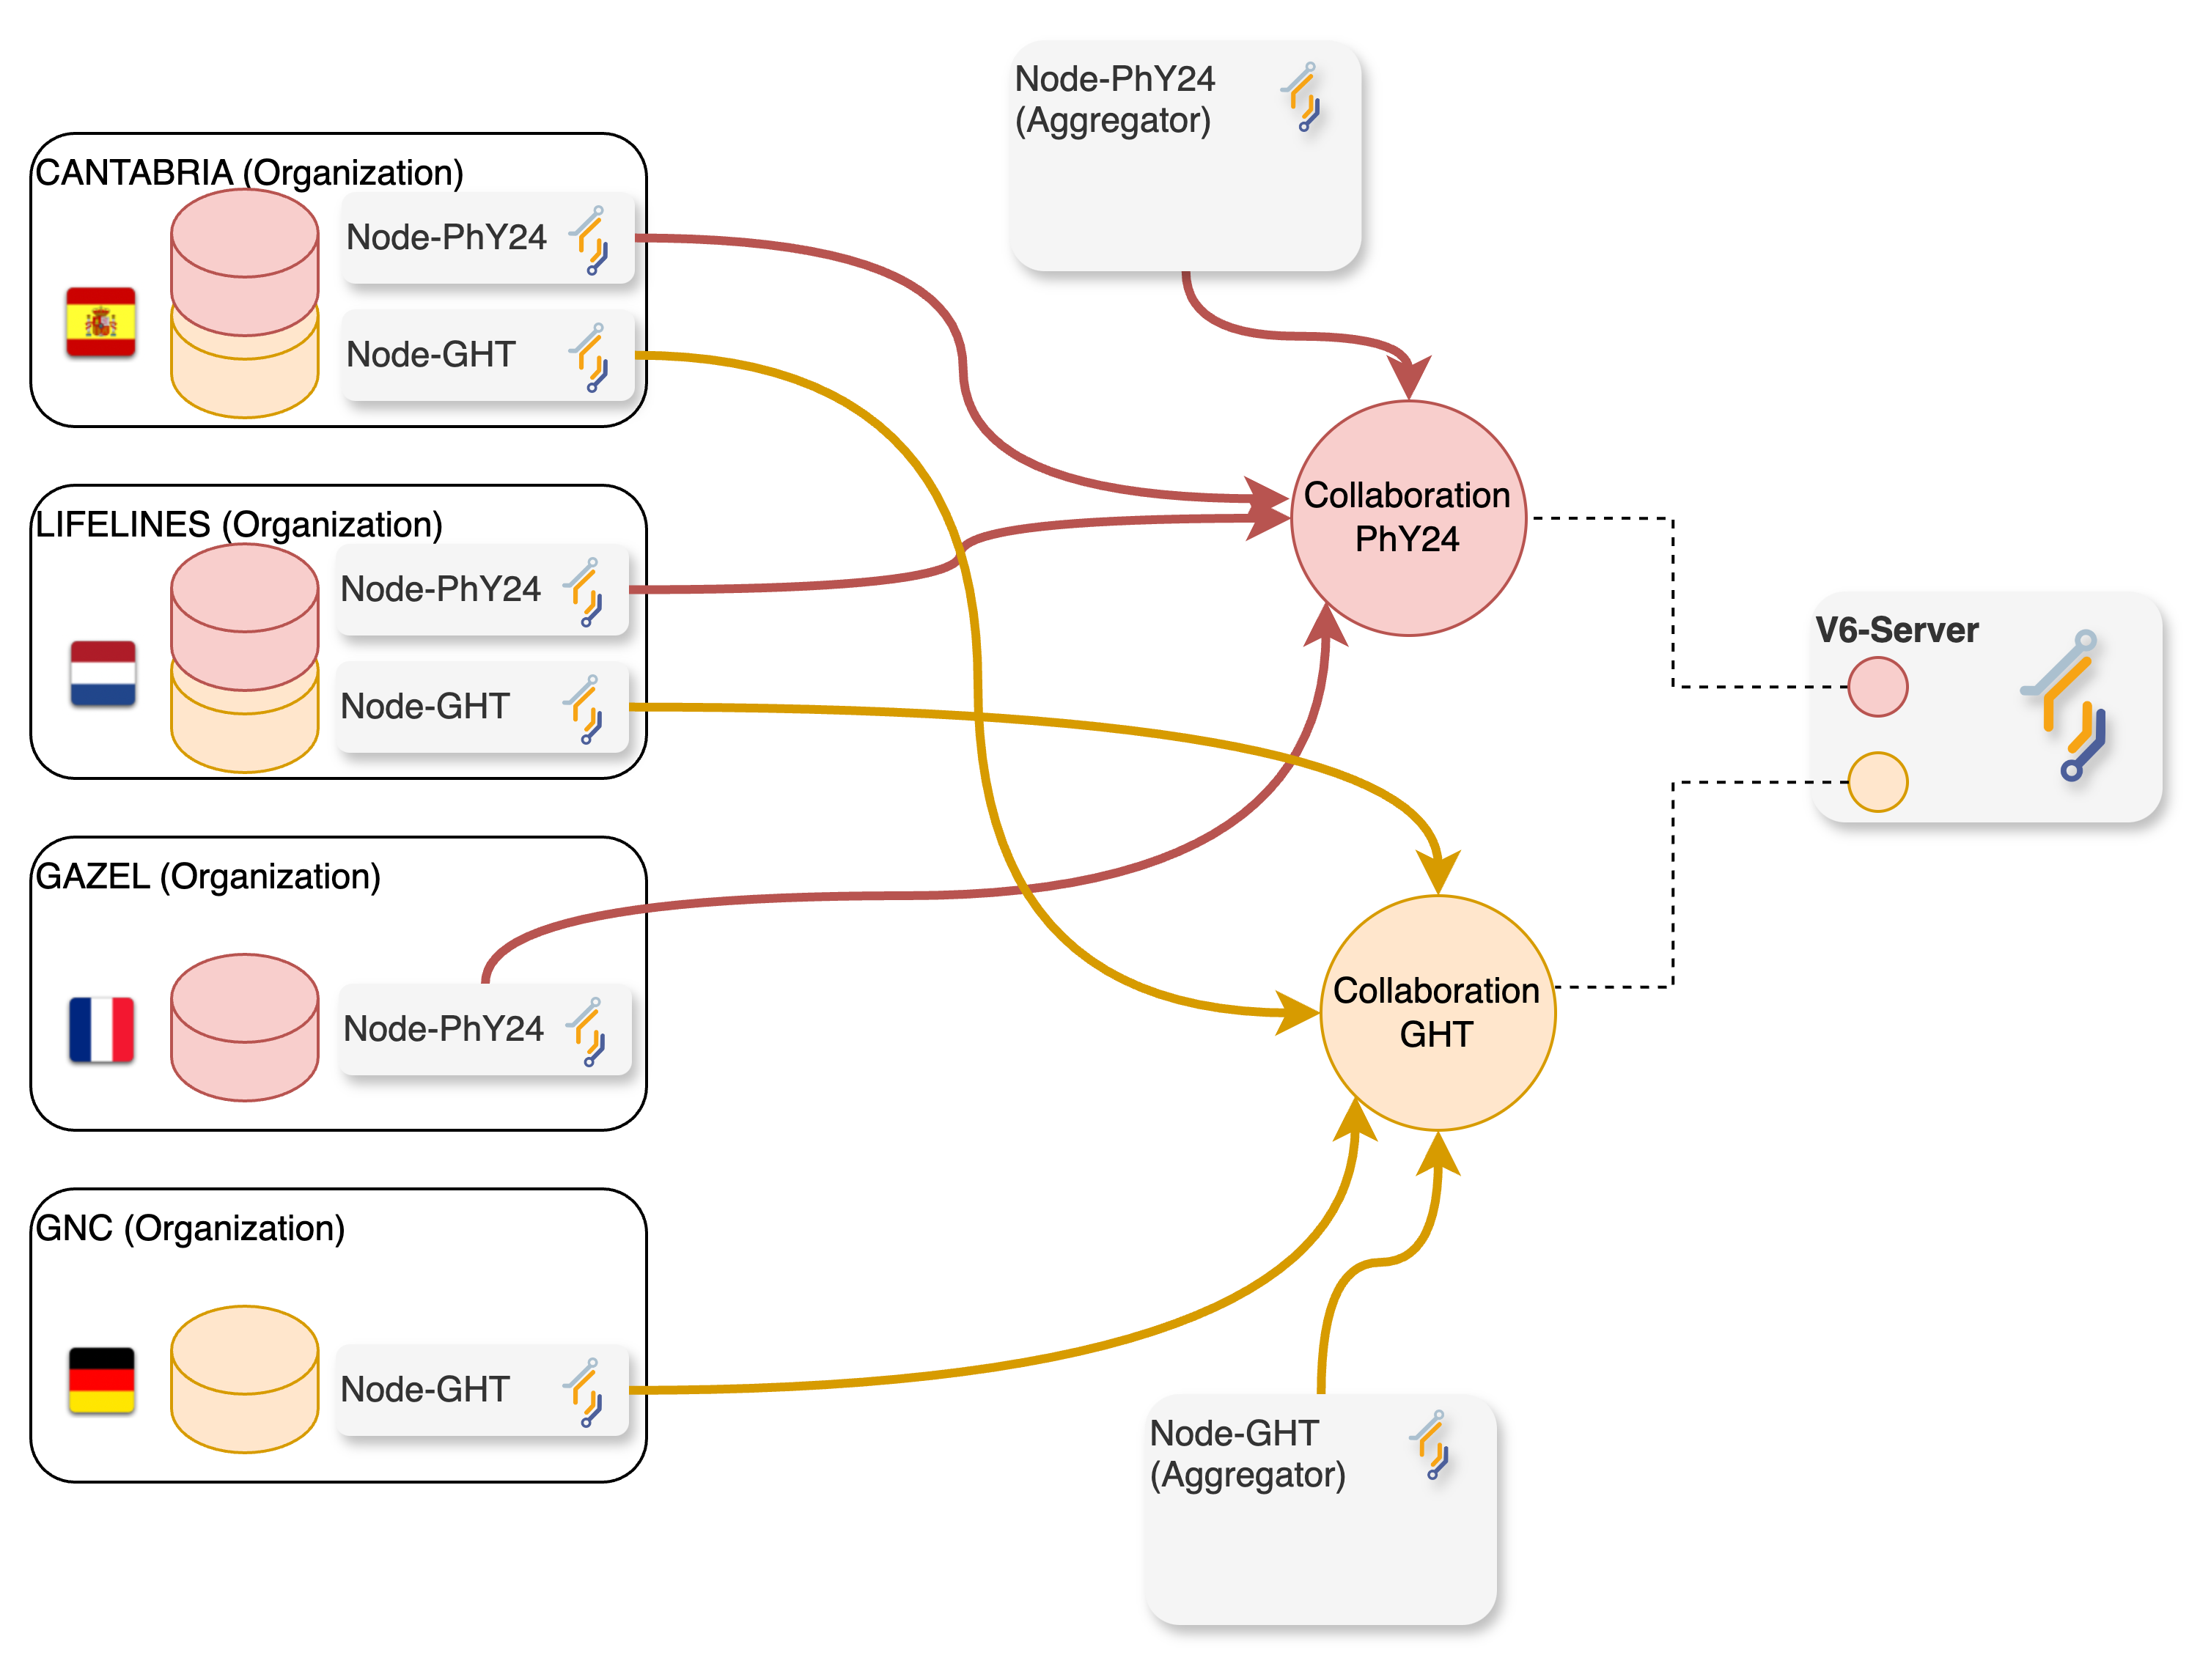 Node-PhY24
(Aggregator)
CANTABRIA (Organization)
Node-PhY24
Node-GHT
LIFELINES (Organization)
Node-PhY24
Node-GHT
Collaboration
PhY24
V6-Server
GAZEL (Organization)
Node-PhY24
Collaboration
GHT
GNC (Organization)
Node-GHT
Node-GHT
(Aggregator)